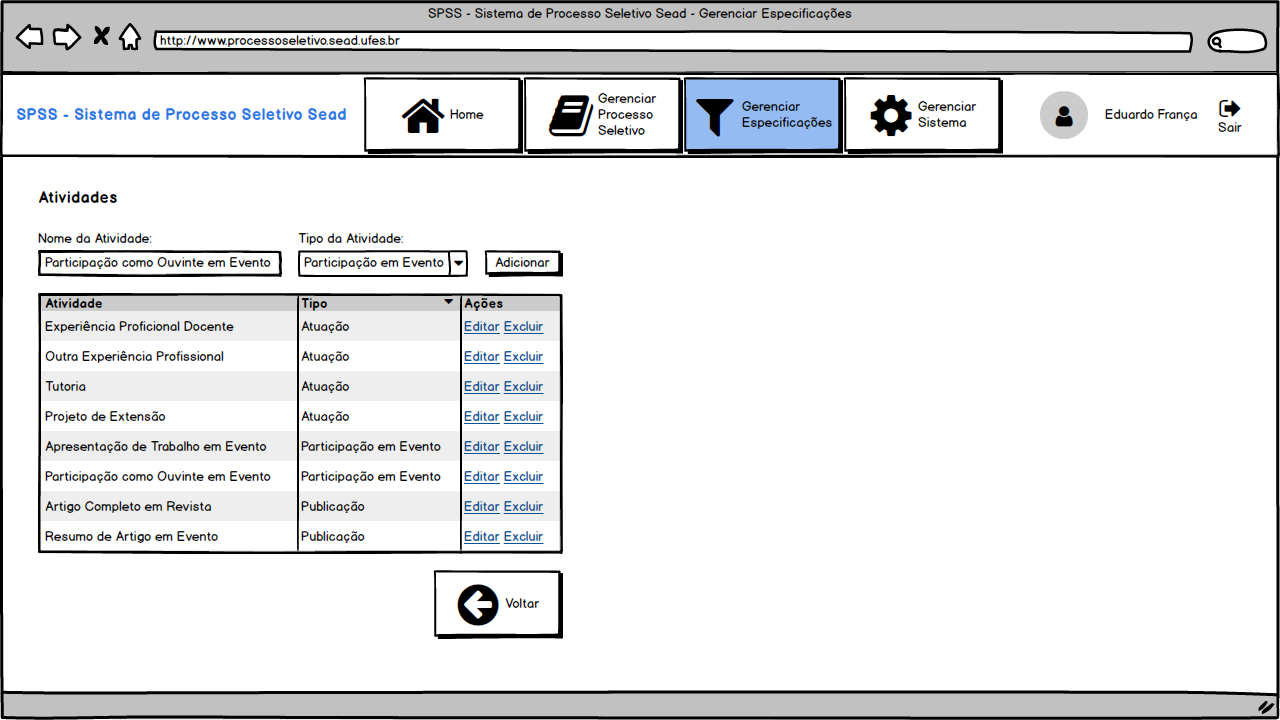 SPSS - Sistema de Processo Seletivo Sead - Gerenciar Especificações
http://www.processoseletivo.sead.ufes.br
SPSS - Sistema de Processo Seletivo Sead
Home
Gerenciar
Processo
Seletivo
Gerenciar
Especificações
Gerenciar
Sistema
Eduardo França
Sair
Atividades
Nome da Atividade: Tipo da Atividade:
Participação como Ouvinte em Evento Participação em Evento Adicionar
Atividade Tipo Ações
Experiência Proficional Docente Atuação Editar Excluir
Outra Experiência Profissional Atuação Editar Excluir
Tutoria Atuação Editar Excluir
Projeto de Extensão Atuação Editar Excluir
Apresentação de Trabalho em Evento Participação em Evento Editar Excluir
Participação como Ouvinte em Evento Participação em Evento Editar Excluir
Artigo Completo em Revista Publicação Editar Excluir
Resumo de Artigo em Evento Publicação Editar Excluir
Voltar